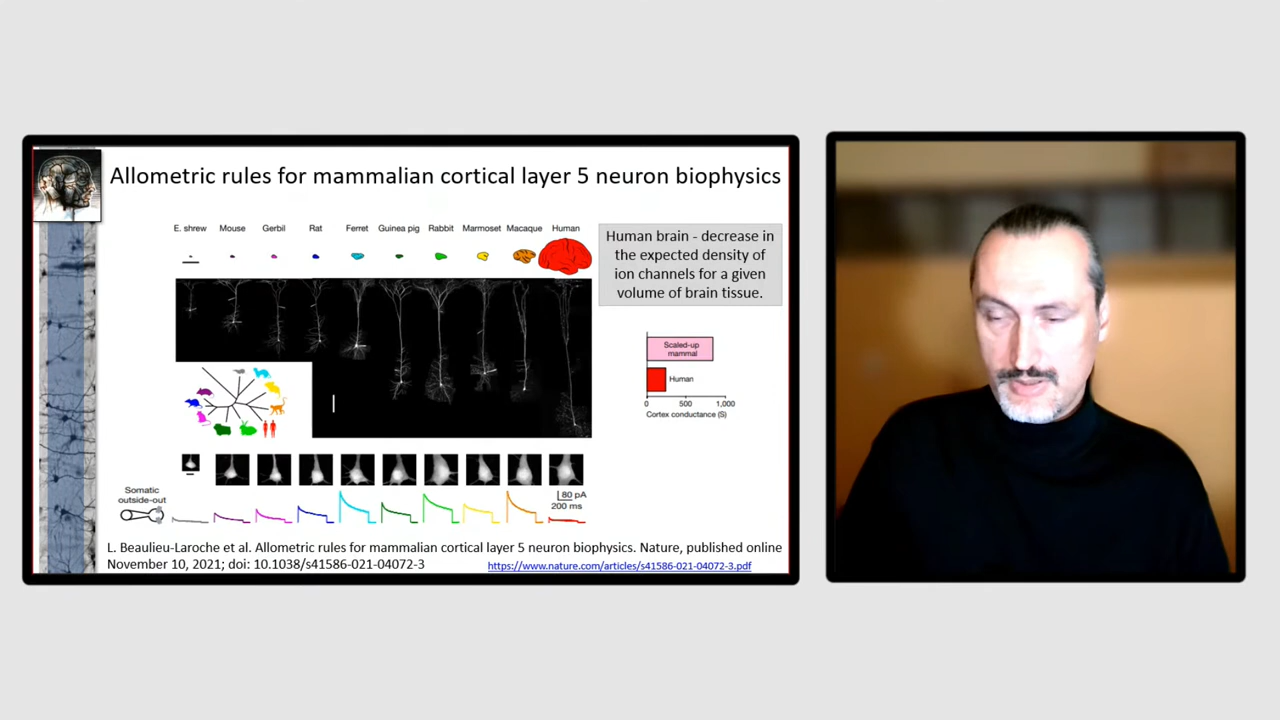 Allometric rules for mammalian cortical layer 5 neuron biophysics
E. shrew Mouse Gerbil Rat Ferret Guinea pig Rabbit Marmoset Macaque Human
Human brain - decrease in
the expected density of
ion channels for a given
volume of brain tissue.
Scaled-up
mammal
Human
0 500 1,000
Cortex conductance (S)
Somatic
outside-out
80 pA
200 ms
L. Beaulieu-Laroche et al. Allometric rules for mammalian cortical layer 5 neuron biophysics. Nature, published online
November 10, 2021; doi: 10.1038/s41586-021-04072-3
https://www.nature.com/articles/s41586-021-04072-3.pdf